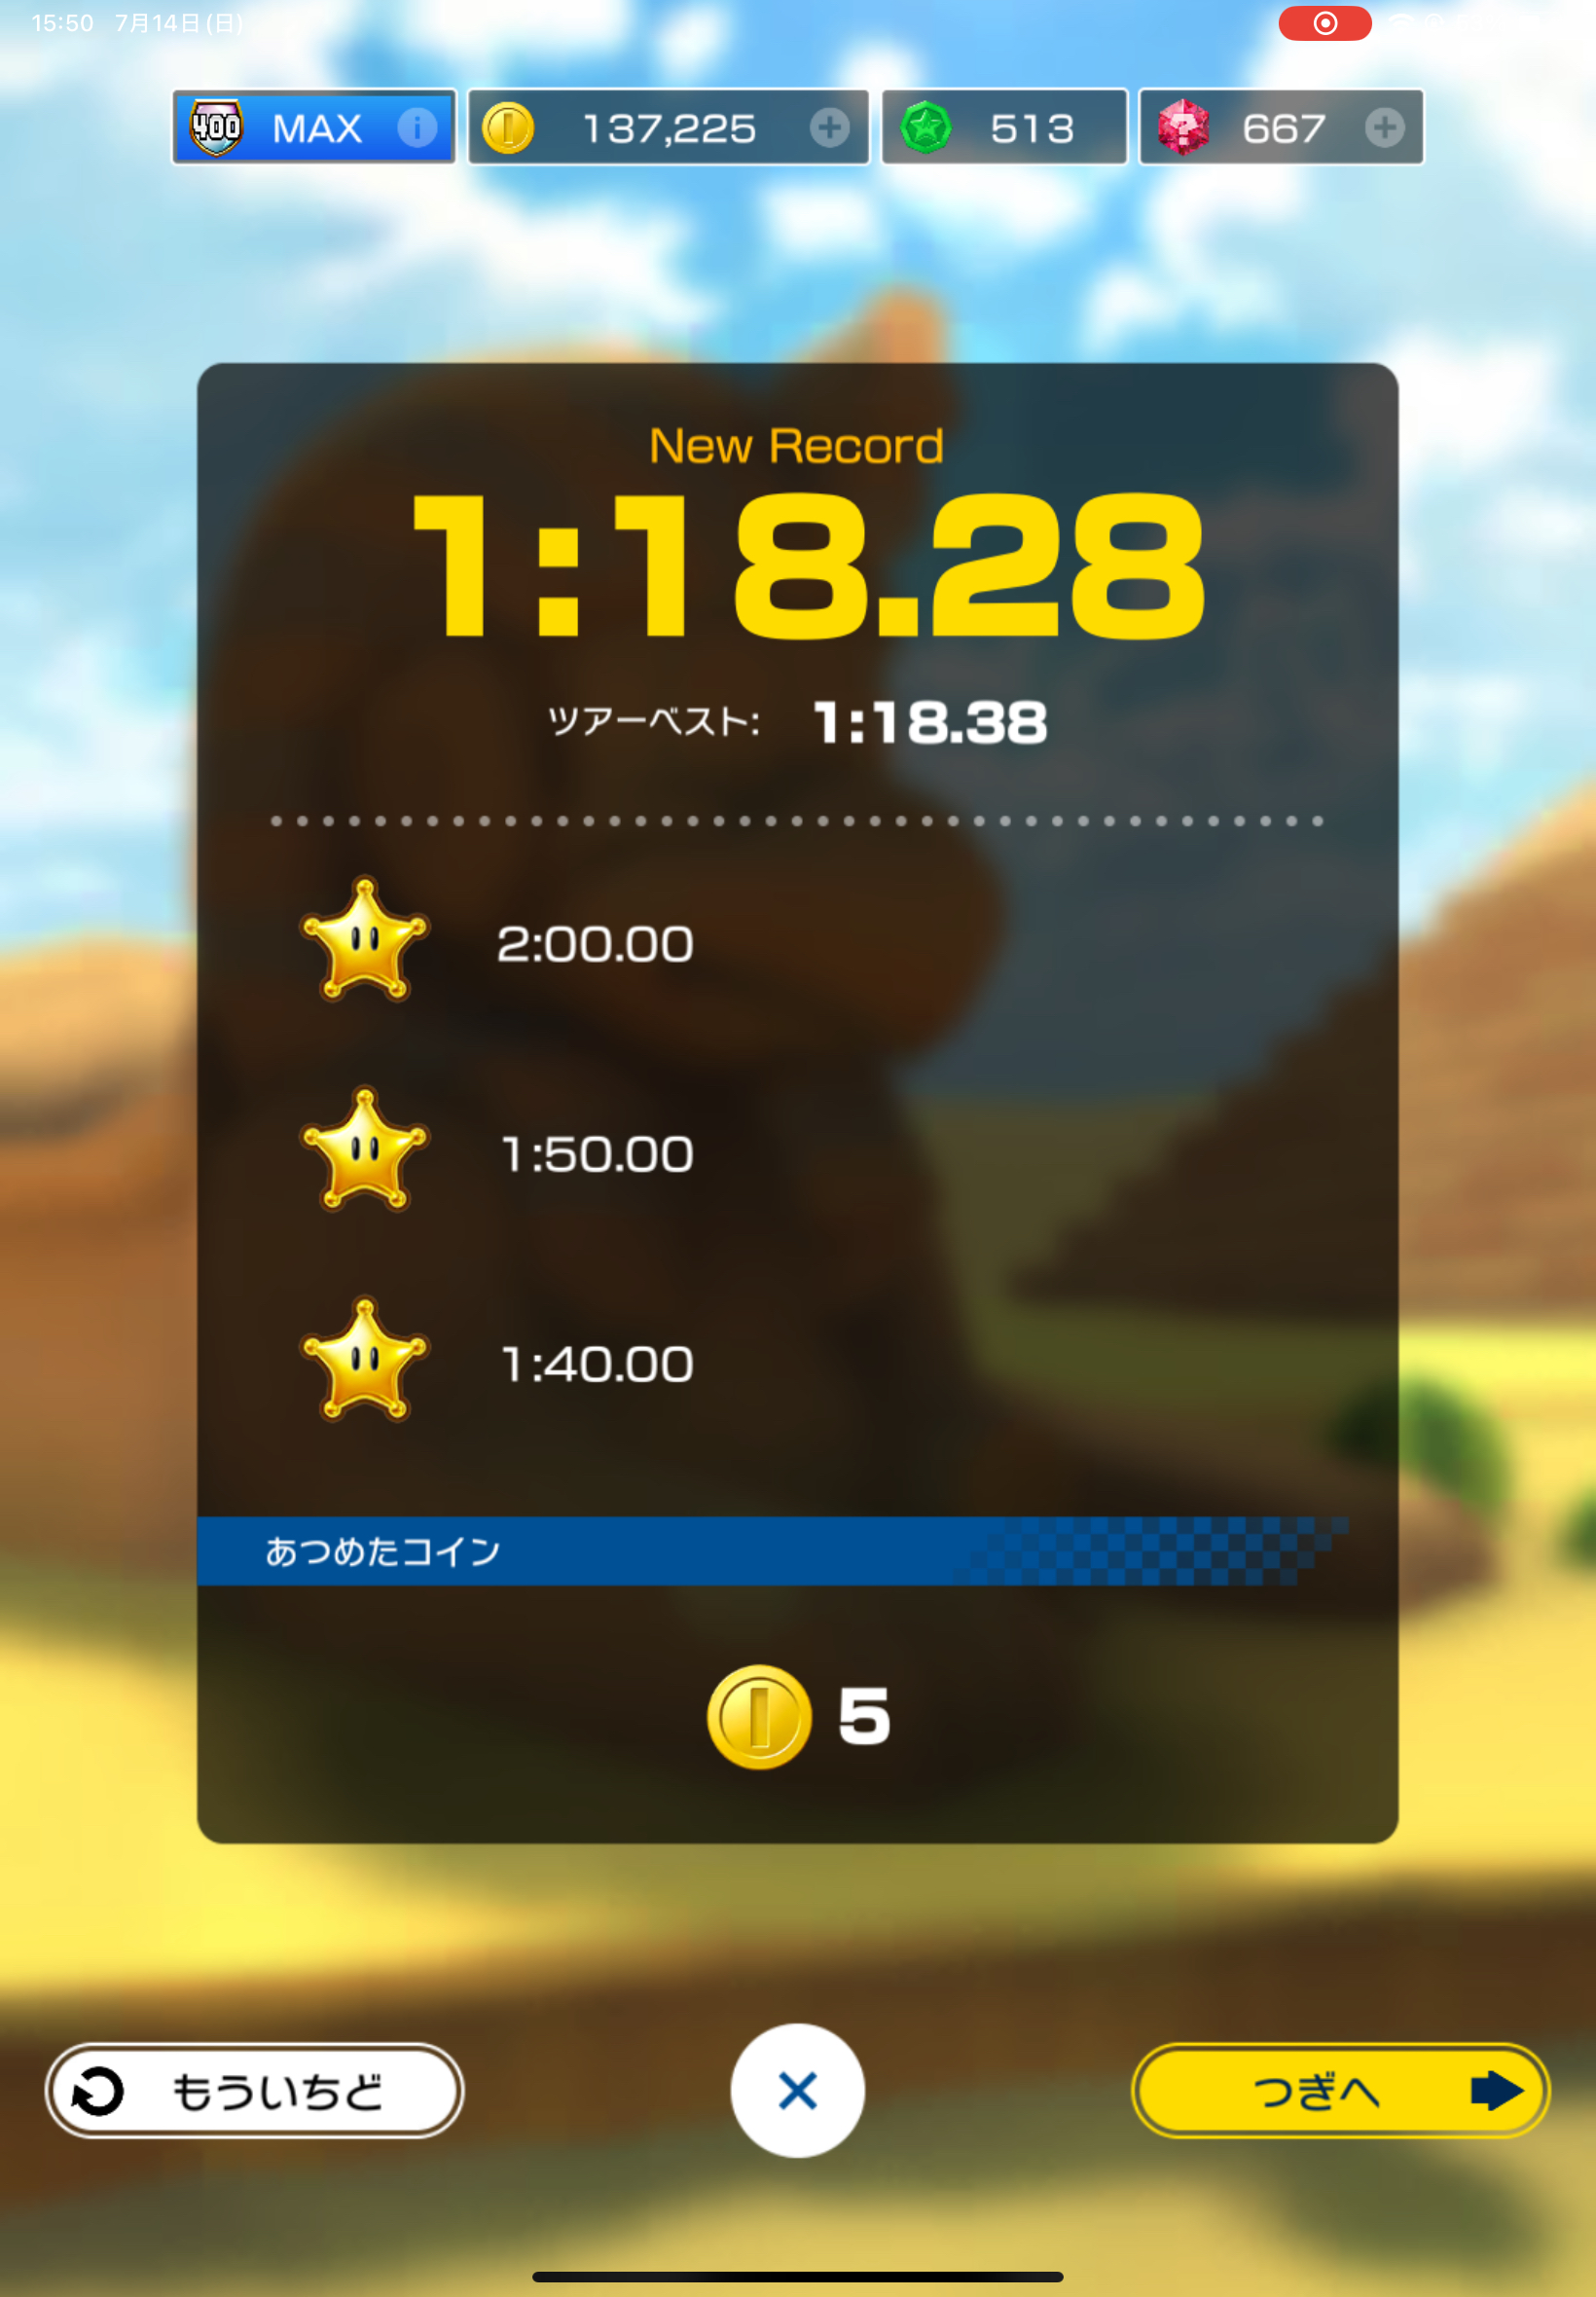 15:50 7月14日(日)
400 MAX i 137,225 + 513 ? 667 +
New Record
1:18.28
ツアーベスト: 1:18.38
2:00.00
1:50.00
1:40.00
あつめたコイン
5
もういちど × つぎへ